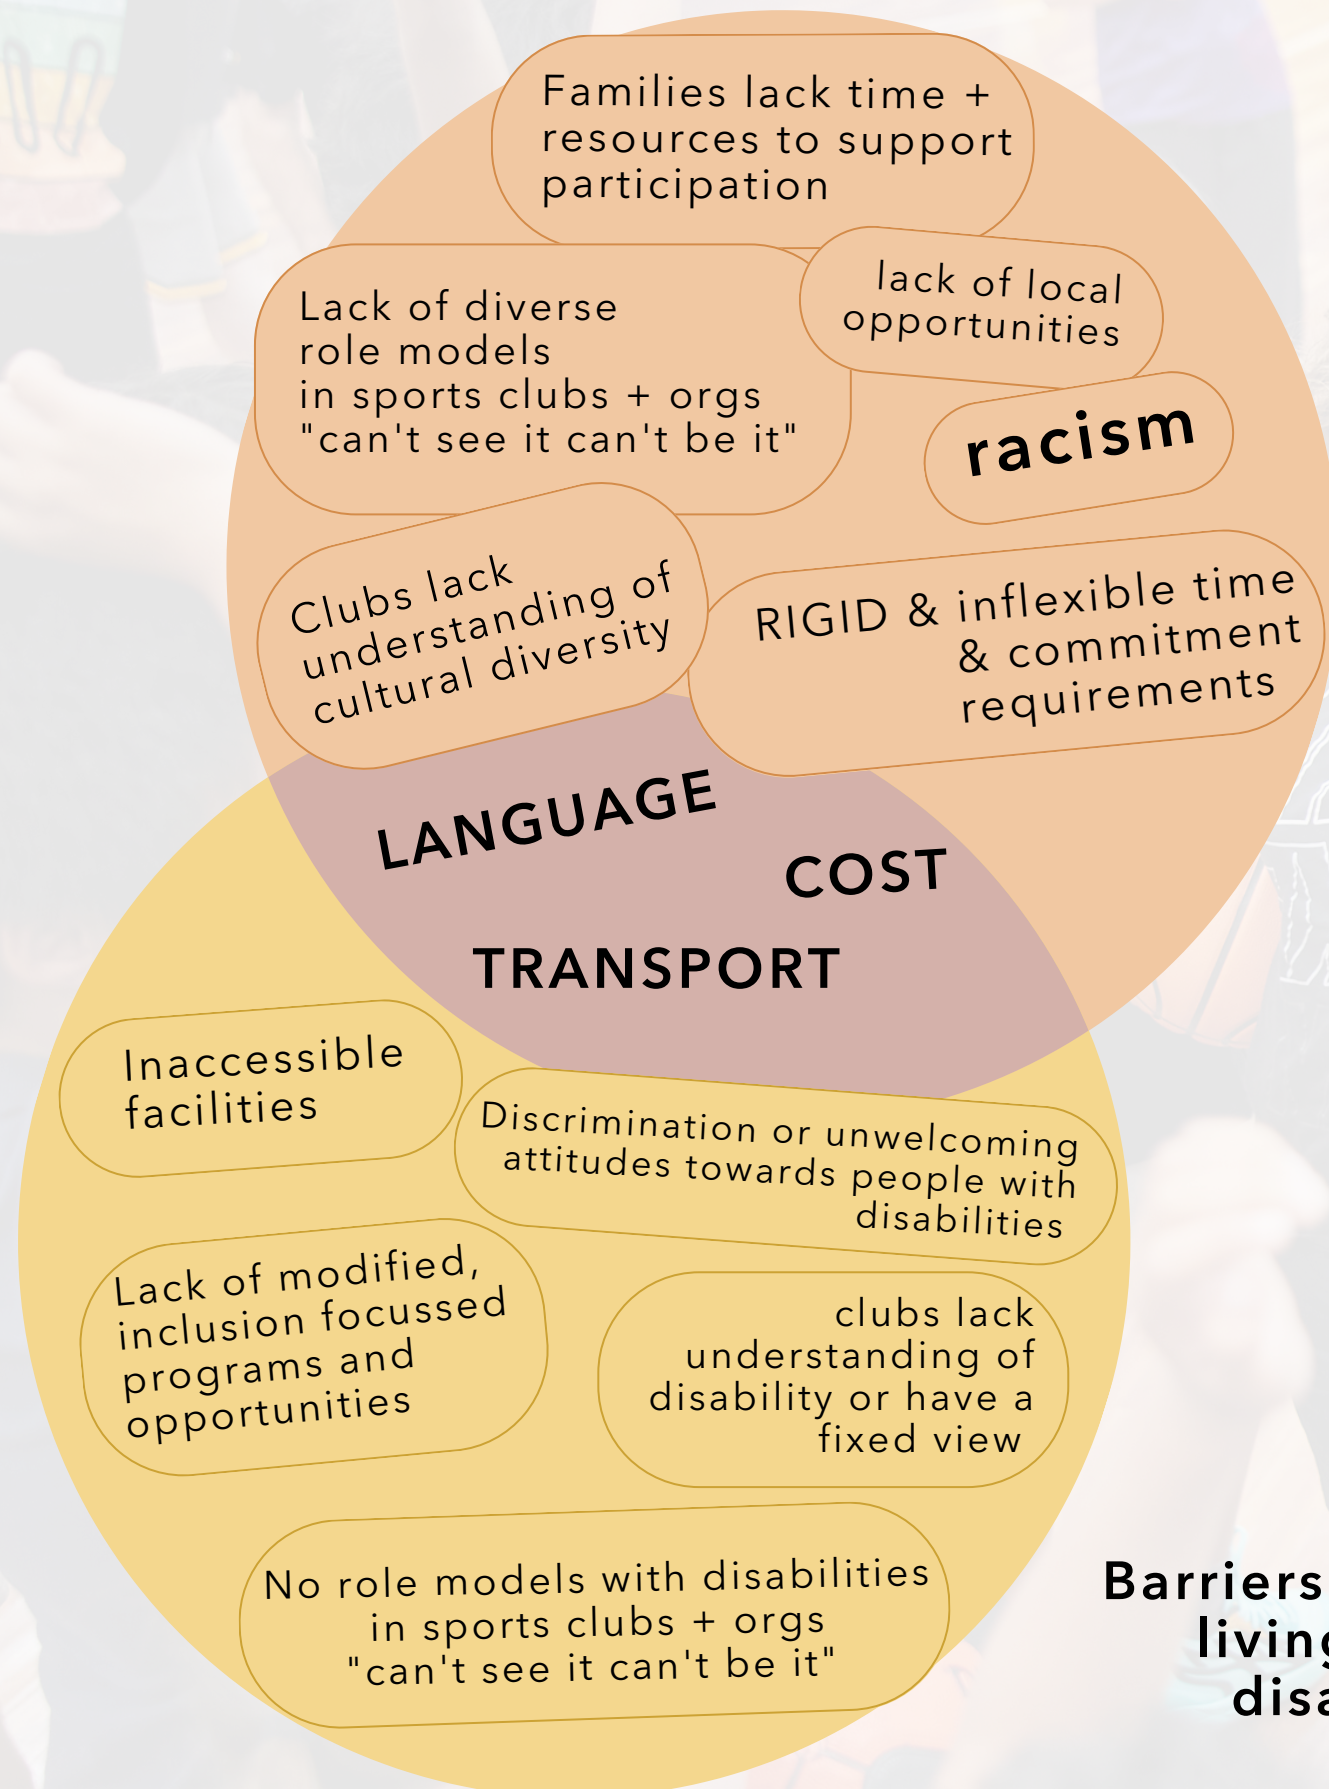 Families lack time +
resources to support
participation
lack of local
opportunities
Lack of diverse
role models
in sports clubs + orgs
"can't see it can't be it"
racism
Clubs lack
understanding of
cultural diversity
RIGID & inflexible time
& commitment
requirements
LANGUAGE
COST
TRANSPORT
Inaccessible
facilities
Discrimination or unwelcoming
attitudes towards people with
disabilities
Lack of modified,
inclusion focussed
programs and
opportunities
clubs lack
understanding of
disability or have a
fixed view
No role models with disabilities
in sports clubs + orgs
"can't see it can't be it"
Barriers